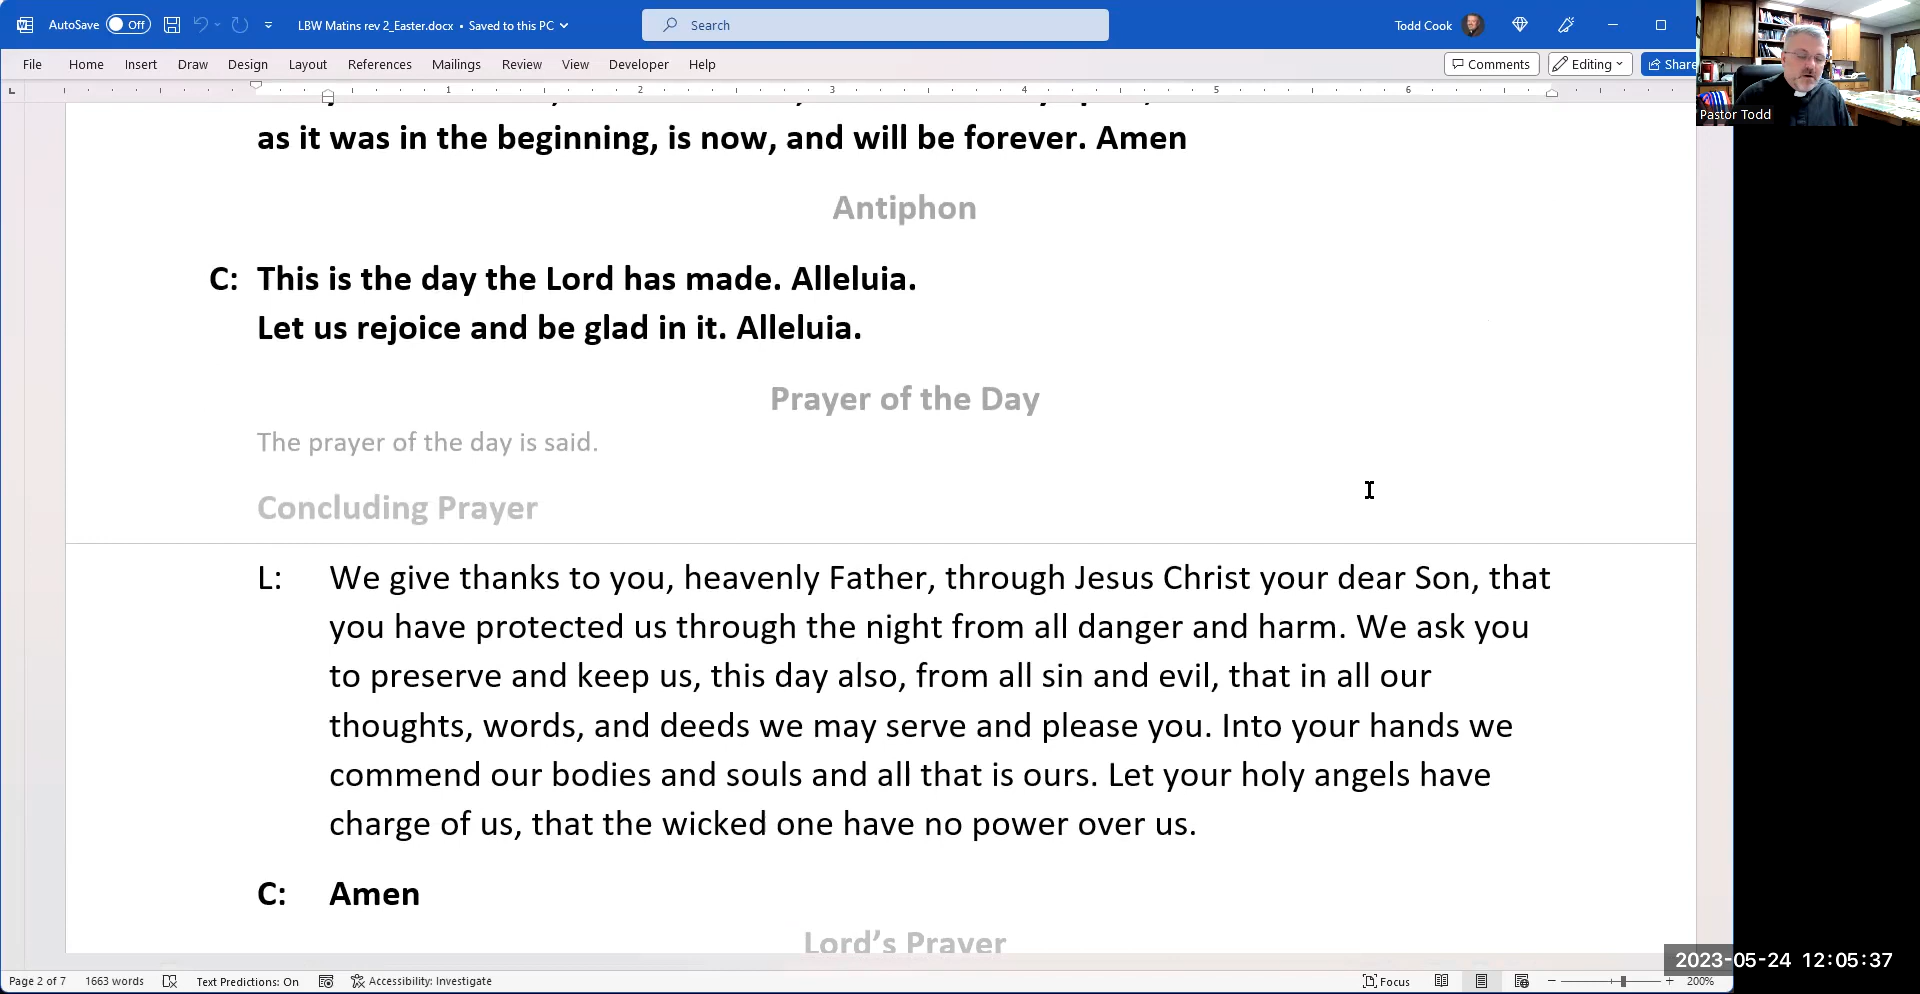 AutoSave Off LBW Matins rev 2_Easter.docx • Saved to this PC Search Todd Cook
File Home Insert Draw Design Layout References Mailings Review View Developer Help Comments Editing Share
Pastor Todd
1 2 3 4 5 6
as it was in the beginning, is now, and will be forever. Amen
Antiphon
C: This is the day the Lord has made. Alleluia.
Let us rejoice and be glad in it. Alleluia.
Prayer of the Day
The prayer of the day is said.
Concluding Prayer
L: We give thanks to you, heavenly Father, through Jesus Christ your dear Son, that
you have protected us through the night from all danger and harm. We ask you
to preserve and keep us, this day also, from all sin and evil, that in all our
thoughts, words, and deeds we may serve and please you. Into your hands we
commend our bodies and souls and all that is ours. Let your holy angels have
charge of us, that the wicked one have no power over us.
C: Amen
Lord’s Prayer
2023-05-24 12:05:37
Page 2 of 7 1663 words Text Predictions: On Accessibility: Investigate Focus 200%